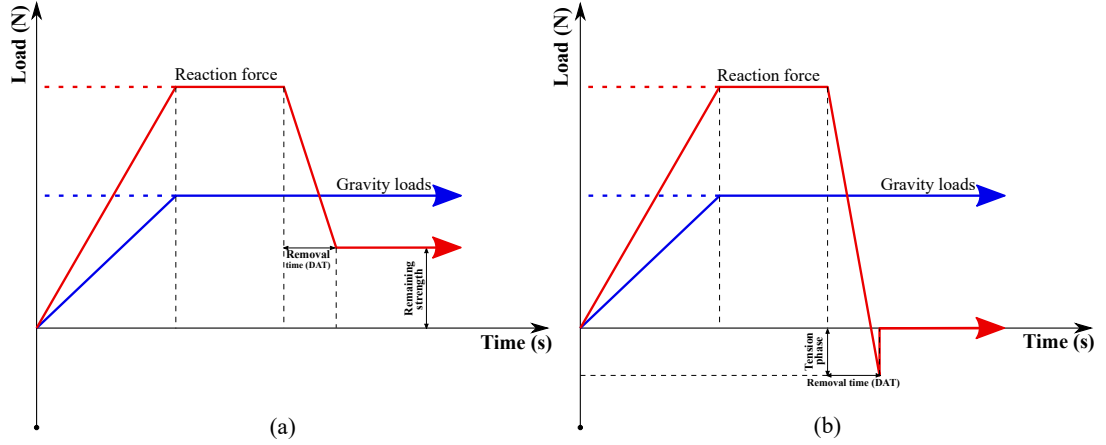 Load (N)
Reaction force
Gravity loads
Removal
time (DAT)
Remaining
strength
Time (s)
(a)
Load (N)
Reaction force
Gravity loads
Time (s)
Tension
phase
Removal time (DAT)
(b)